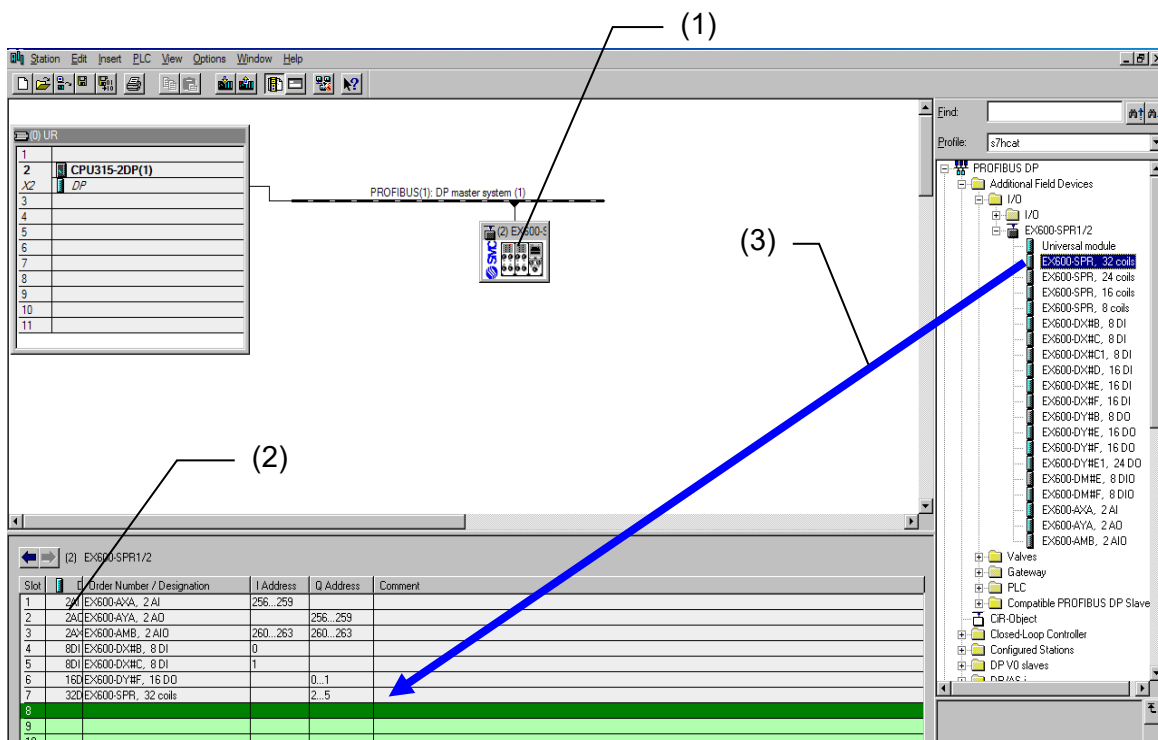 (1)
Station Edit Insert PLC View Options Window Help
(0) UR
1
2 CPU315-2DP(1)
X2 DP
3
4
5
6
7
8
9
10
11
PROFIBUS(1): DP master system (1)
(2) EX600-S
SMC
(3)
(2)
Find:
Profile: s7hcat
PROFIBUS DP
Additional Field Devices
I/O
I/O
EX600-SPR1/2
Universal module
EX600-SPR, 32 coils
EX600-SPR, 24 coils
EX600-SPR, 16 coils
EX600-SPR, 8 coils
EX600-DX#B, 8 DI
EX600-DX#C, 8 DI
EX600-DX#C1, 8 DI
EX600-DX#D, 16 DI
EX600-DX#E, 16 DI
EX600-DX#F, 16 DI
EX600-DY#B, 8 DO
EX600-DY#E, 16 DO
EX600-DY#F, 16 DO
EX600-DY#E1, 24 DO
EX600-DM#E, 8 DIO
EX600-DM#F, 8 DIO
EX600-AXA, 2 AI
EX600-AYA, 2 AO
EX600-AMB, 2 AIO
Valves
Gateway
PLC
Compatible PROFIBUS DP Slave
CiR-Object
Closed-Loop Controller
Configured Stations
DP V0 slaves
DP/AS-i
(2) EX600-SPR1/2
Slot D Order Number / Designation I Address Q Address Comment
1 2AI EX600-AXA, 2 AI 256...259
2 2AO EX600-AYA, 2 AO 256...259
3 2AX EX600-AMB, 2 AIO 260...263 260...263
4 8DI EX600-DX#B, 8 DI 0
5 8DI EX600-DX#C, 8 DI 1
6 16D EX600-DY#F, 16 DO 0...1
7 32D EX600-SPR, 32 coils 2...5
8
9
10